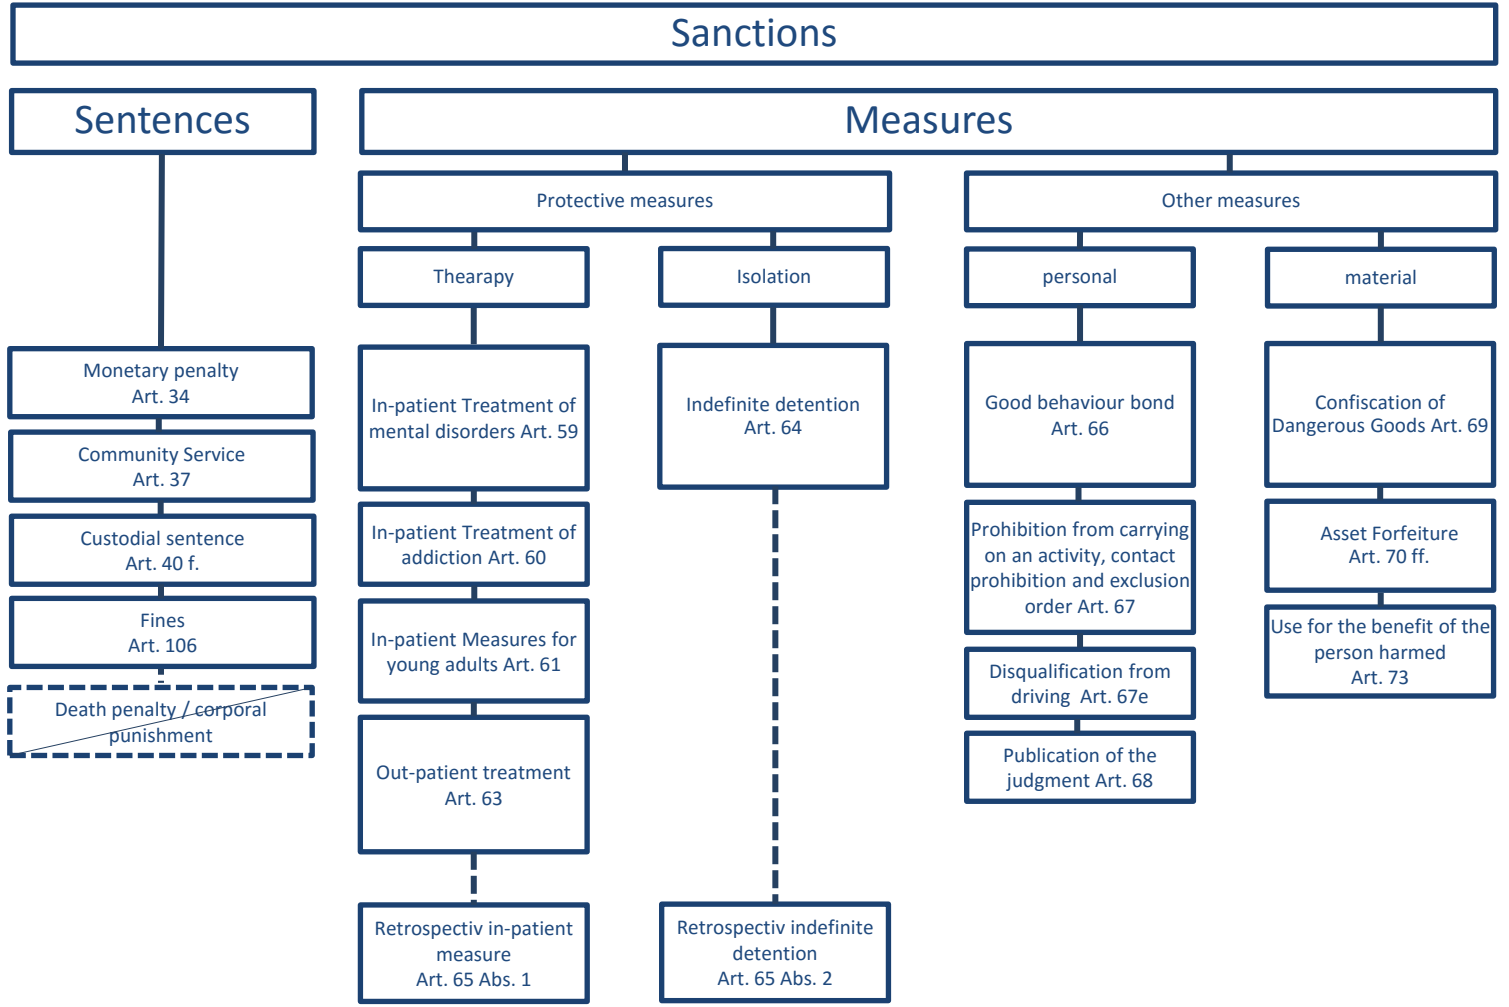 Sanctions
Sentences
Measures
Protective measures
Other measures
Thearapy
Isolation
personal
material
Monetary penalty
Art. 34
Community Service
Art. 37
Custodial sentence
Art. 40 f.
Fines
Art. 106
Death penalty / corporal
punishment
In-patient Treatment of
mental disorders Art. 59
In-patient Treatment of
addiction Art. 60
In-patient Measures for
young adults Art. 61
Out-patient treatment
Art. 63
Retrospectiv in-patient
measure
Art. 65 Abs. 1
Indefinite detention
Art. 64
Retrospectiv indefinite
detention
Art. 65 Abs. 2
Good behaviour bond
Art. 66
Prohibition from carrying
on an activity, contact
prohibition and exclusion
order Art. 67
Disqualification from
driving Art. 67e
Publication of the
judgment Art. 68
Confiscation of
Dangerous Goods Art. 69
Asset Forfeiture
Art. 70 ff.
Use for the benefit of the
person harmed
Art. 73